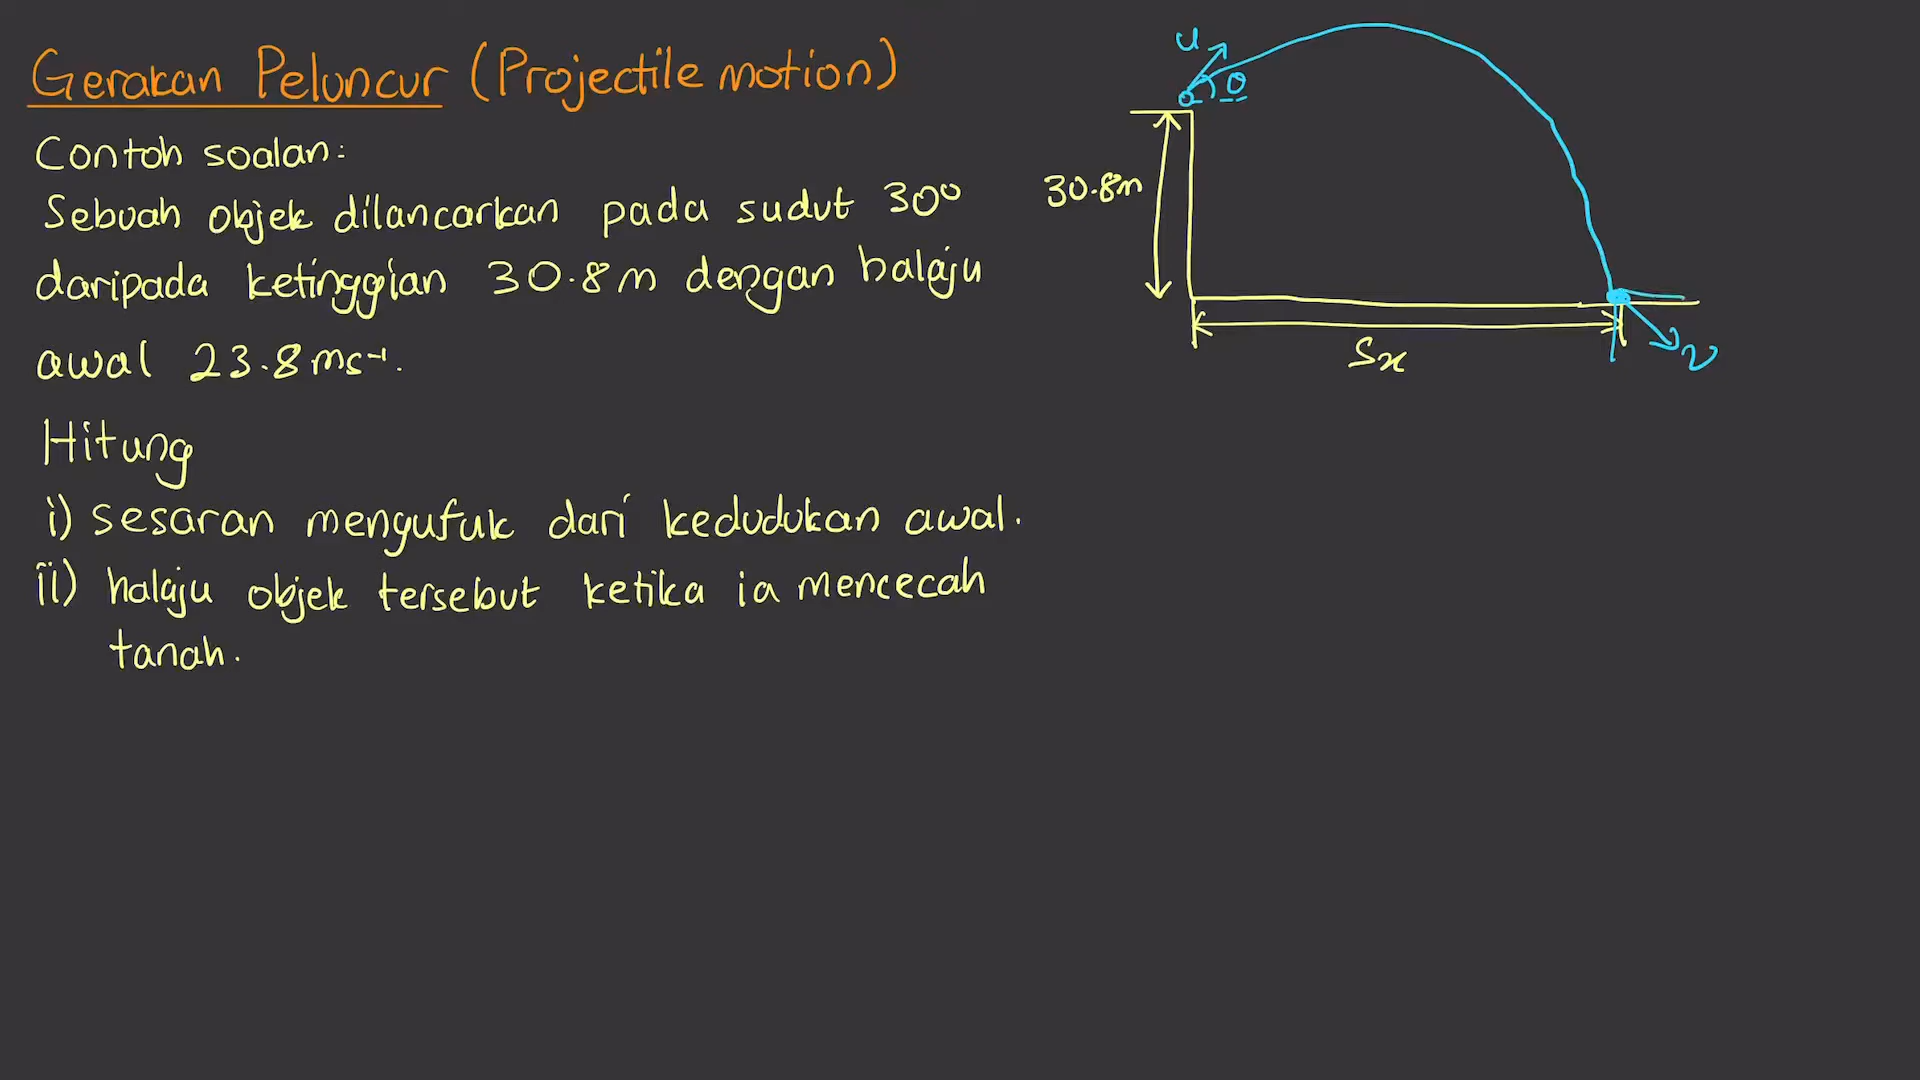 Gerakan Peluncur (Projectile motion)
Contoh soalan:
Sebuah objek dilancarkan pada sudut 30°
daripada ketinggian 30.8m dengan halaju
awal 23.8 ms⁻¹.
Hitung
i) sesaran mengufuk dari kedudukan awal.
ii) halaju objek tersebut ketika ia mencecah
tanah.
u
θ
30.8m
Sx
v